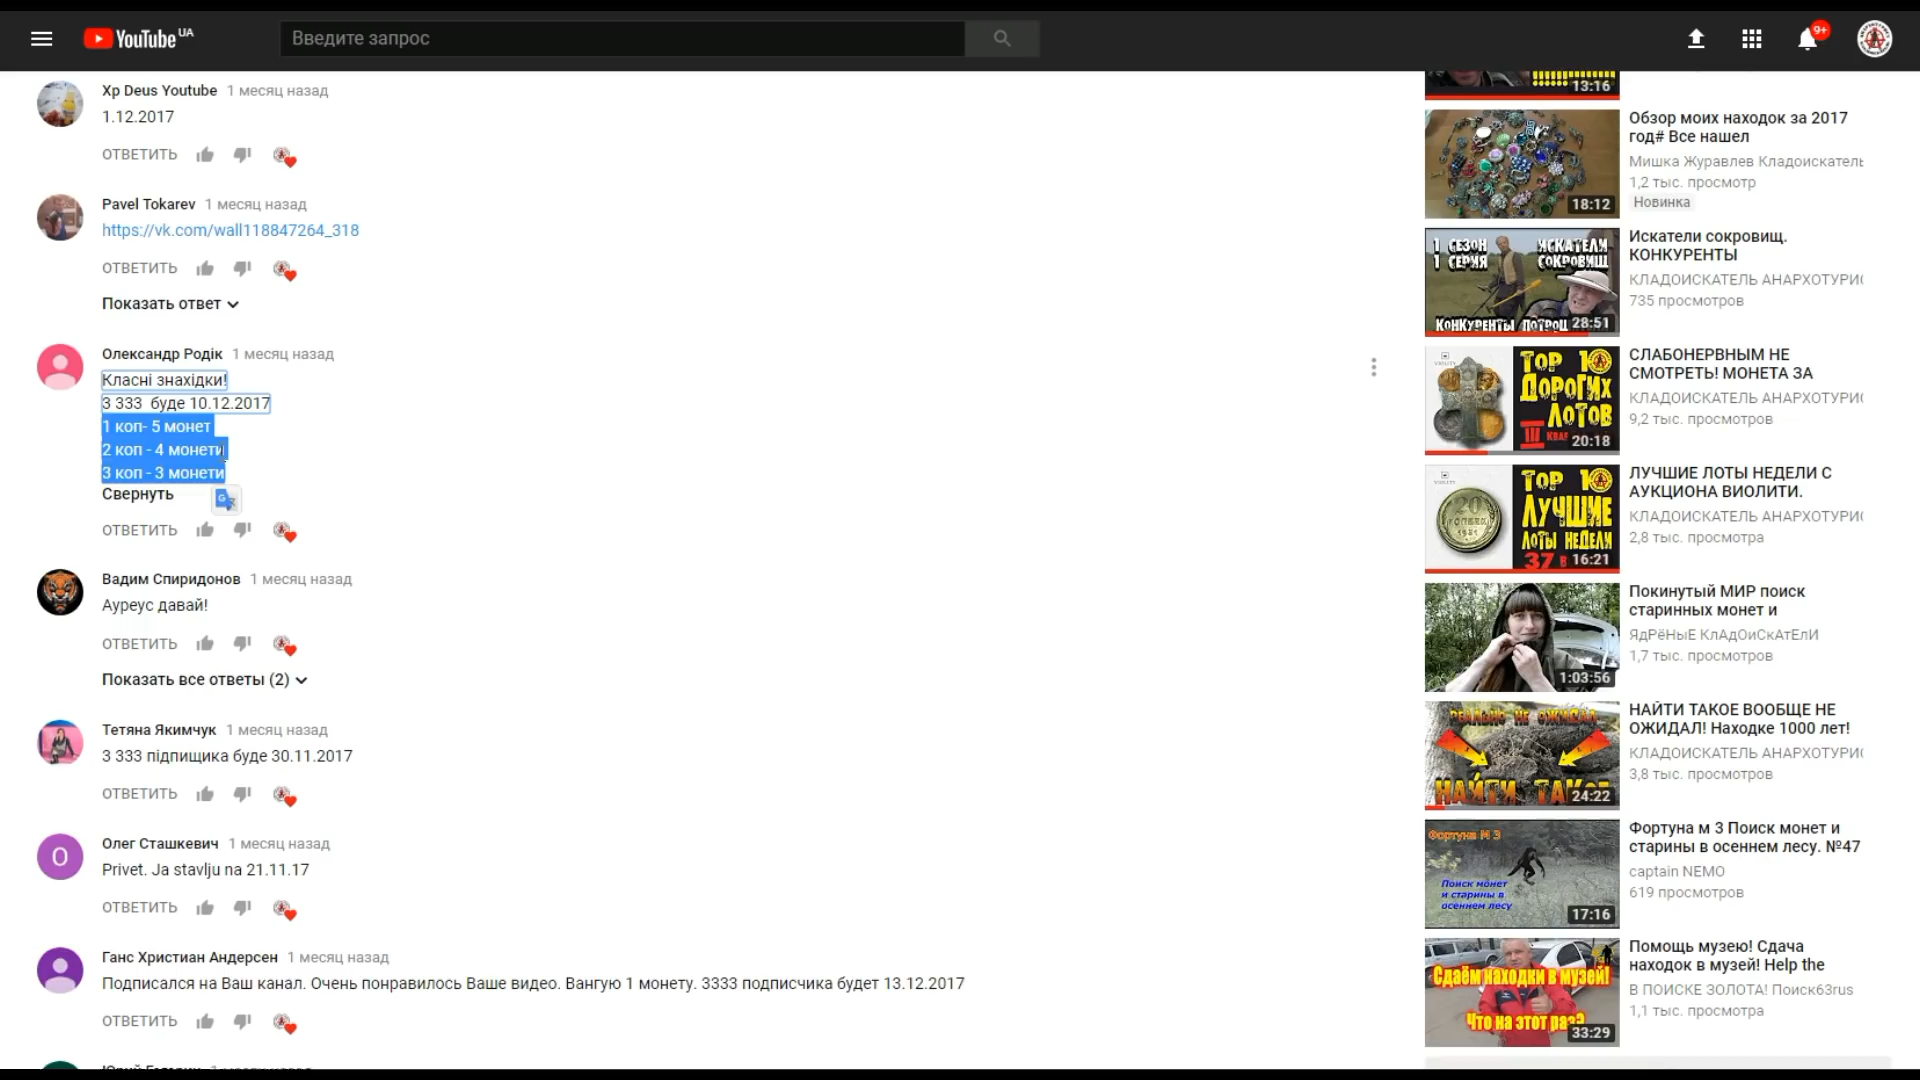 YouTube UA
Введите запрос
9+
Xp Deus Youtube 1 месяц назад
1.12.2017
ОТВЕТИТЬ
Pavel Tokarev 1 месяц назад
https://vk.com/wall118847264_318
ОТВЕТИТЬ
Показать ответ
Олександр Родік 1 месяц назад
Класні знахідки!
3 333 буде 10.12.2017
1 коп- 5 монет
2 коп - 4 монети
3 коп - 3 монети
Свернуть
ОТВЕТИТЬ
Вадим Спиридонов 1 месяц назад
Ауреус давай!
ОТВЕТИТЬ
Показать все ответы (2)
Тетяна Якимчук 1 месяц назад
3 333 підпищика буде 30.11.2017
ОТВЕТИТЬ
О
Олег Сташкевич 1 месяц назад
Privet. Ja stavlju na 21.11.17
ОТВЕТИТЬ
Ганс Христиан Андерсен 1 месяц назад
Подписался на Ваш канал. Очень понравилось Ваше видео. Вангую 1 монету. 3333 подписчика будет 13.12.2017
ОТВЕТИТЬ
13:16
18:12
Обзор моих находок за 2017
год# Все нашел
Мишка Журавлев Кладоискатель
1,2 тыс. просмотр
Новинка
1 СЕЗОН
1 СЕРИЯ
ИСКАТЕЛИ
СОКРОВИЩ
КОНКУРЕНТЫ
28:51
Искатели сокровищ.
КОНКУРЕНТЫ
КЛАДОИСКАТЕЛЬ АНАРХОТУРИС
735 просмотров
TOP 10
ДОРОГИХ
ЛОТОВ
III КВАР
20:18
СЛАБОНЕРВНЫМ НЕ
СМОТРЕТЬ! МОНЕТА ЗА
КЛАДОИСКАТЕЛЬ АНАРХОТУРИС
9,2 тыс. просмотров
TOP 10
ЛУЧШИЕ
ЛОТЫ НЕДЕЛИ
37 В
20
КОПЕЕК
1931
16:21
ЛУЧШИЕ ЛОТЫ НЕДЕЛИ С
АУКЦИОНА ВИОЛИТИ.
КЛАДОИСКАТЕЛЬ АНАРХОТУРИС
2,8 тыс. просмотра
1:03:56
Покинутый МИР поиск
старинных монет и
ЯдРёНыЕ КлАдОиСкАтЕлИ
1,7 тыс. просмотров
РЕАЛЬНО НЕ ОЖИДАЛ
НАЙТИ ТАКОЕ
24:22
НАЙТИ ТАКОЕ ВООБЩЕ НЕ
ОЖИДАЛ! Находке 1000 лет!
КЛАДОИСКАТЕЛЬ АНАРХОТУРИС
3,8 тыс. просмотров
Фортуна М 3
Поиск монет
и старины в
осеннем лесу
17:16
Фортуна м 3 Поиск монет и
старины в осеннем лесу. №47
captain NEMO
619 просмотров
Сдаём находки в музей!
Что на этот раз?
33:29
Помощь музею! Сдача
находок в музей! Help the
В ПОИСКЕ ЗОЛОТА! Поиск63rus
1,1 тыс. просмотра